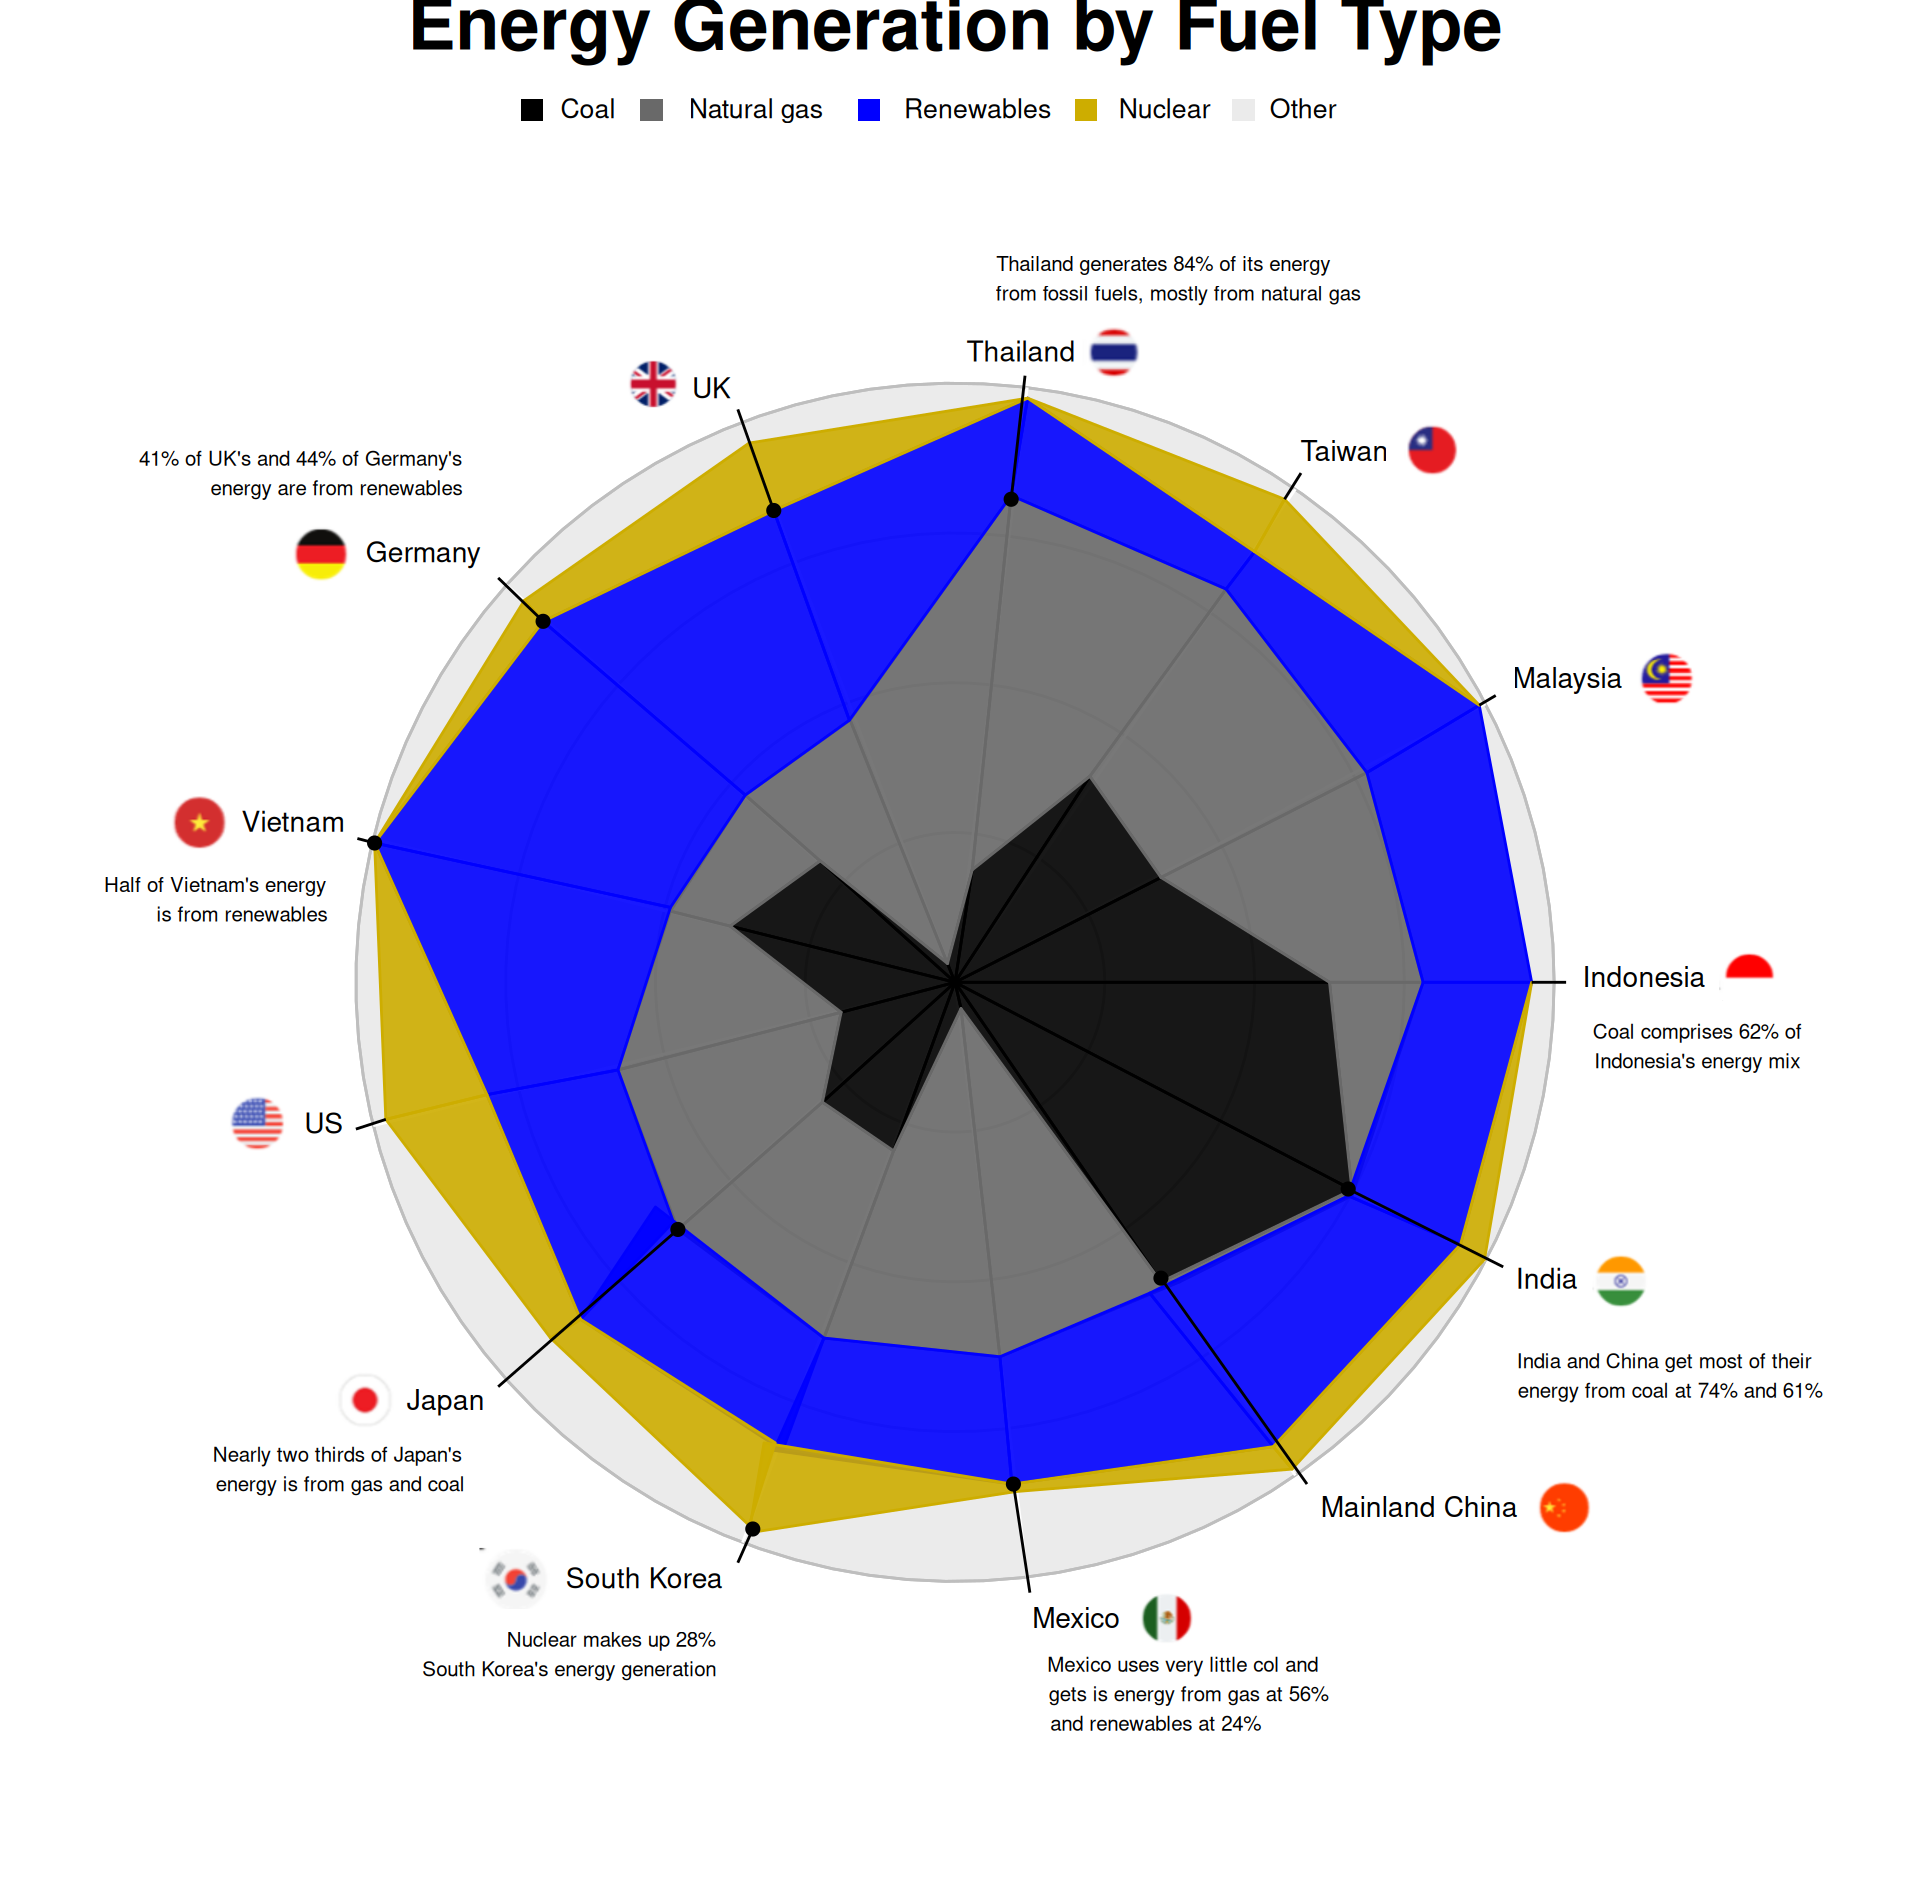 Energy Generation by Fuel Type
Coal
Natural gas
Renewables
Nuclear
Other
Thailand generates 84% of its energy
from fossil fuels, mostly from natural gas
Thailand
UK
Taiwan
41% of UK's and 44% of Germany's
energy are from renewables
Germany
Malaysia
Vietnam
Half of Vietnam's energy
is from renewables
Indonesia
Coal comprises 62% of
Indonesia's energy mix
US
India
India and China get most of their
energy from coal at 74% and 61%
Japan
Nearly two thirds of Japan's
energy is from gas and coal
Mainland China
South Korea
Nuclear makes up 28%
South Korea's energy generation
Mexico
Mexico uses very little col and
gets is energy from gas at 56%
and renewables at 24%